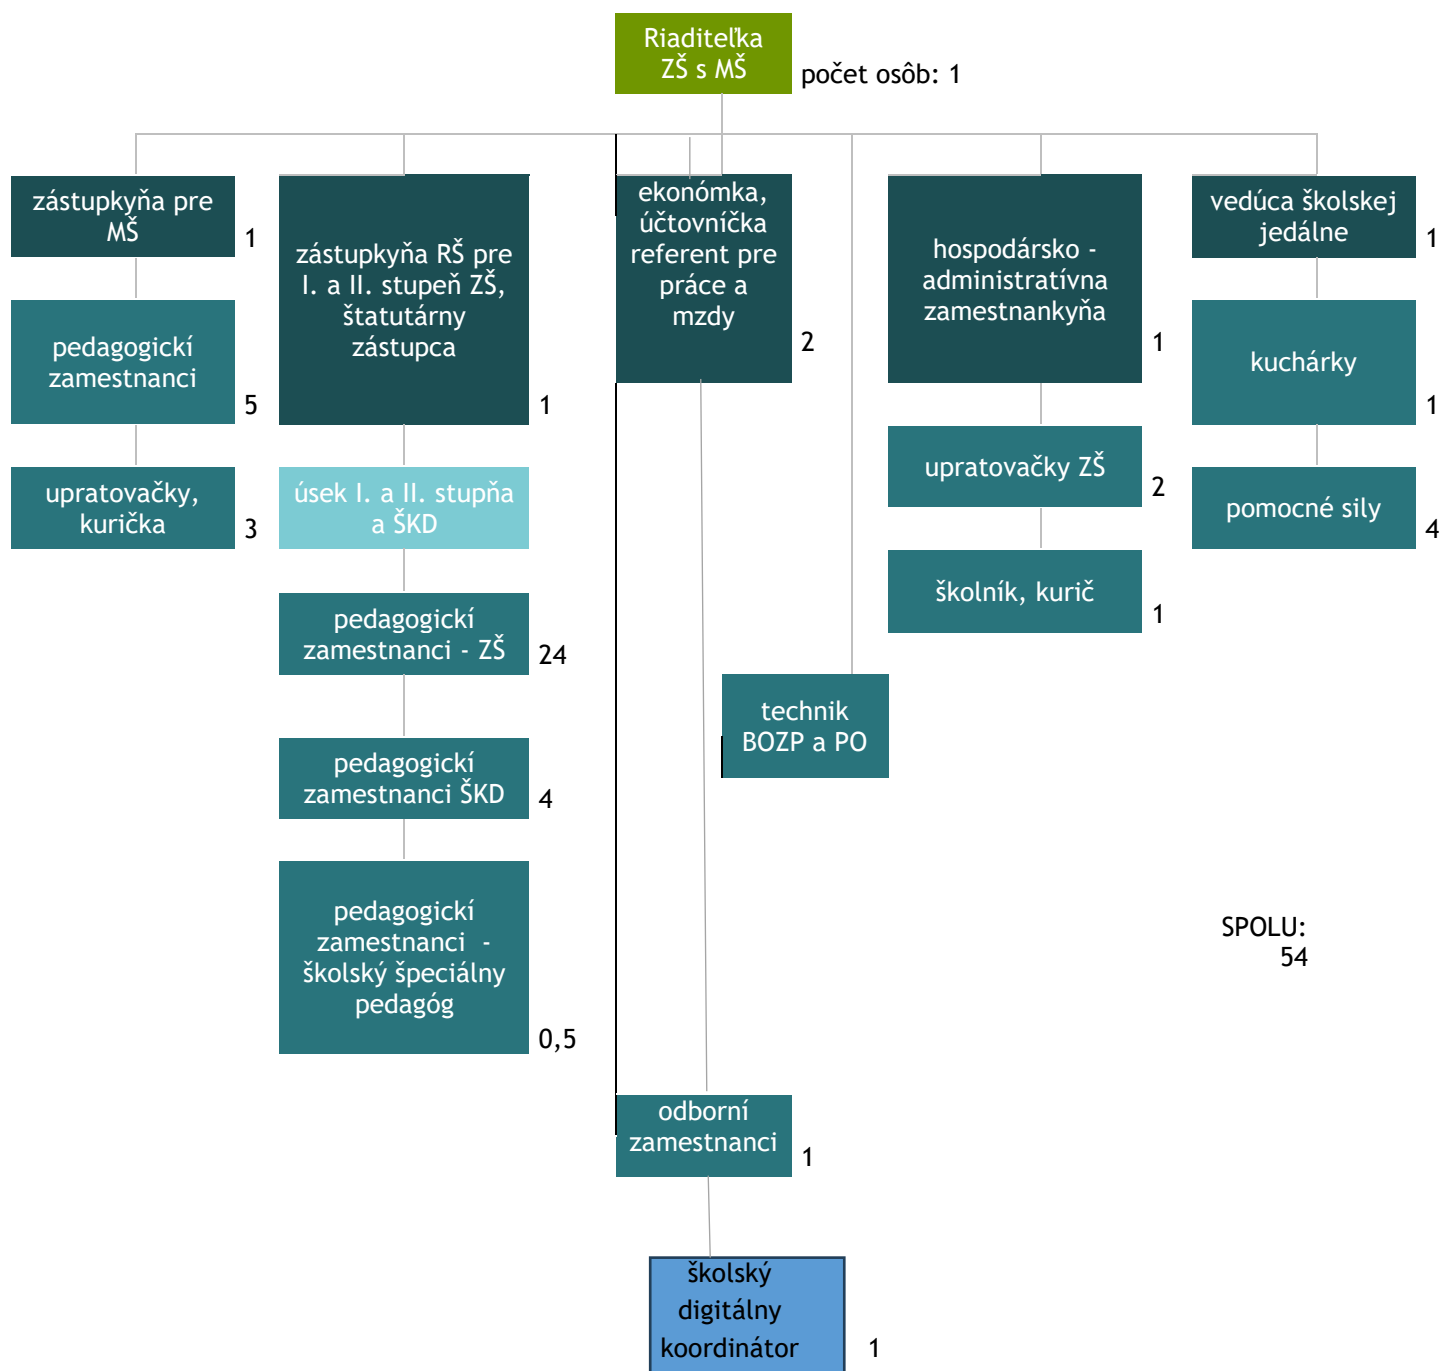 Riaditeľka
ZŠ s MŠ
počet osôb: 1
zástupkyňa pre
MŠ
1
pedagogickí
zamestnanci
5
upratovačky,
kurička
3
zástupkyňa RŠ pre
I. a II. stupeň ZŠ,
štatutárny
zástupca
1
úsek I. a II. stupňa
a ŠKD
pedagogickí
zamestnanci - ZŠ
24
pedagogickí
zamestnanci ŠKD
4
pedagogickí
zamestnanci -
školský špeciálny
pedagóg
0,5
ekonómka,
účtovníčka
referent pre
práce a
mzdy
2
technik
BOZP a PO
odborní
zamestnanci
1
školský
digitálny
koordinátor
1
hospodársko -
administratívna
zamestnankyňa
1
upratovačky ZŠ
2
školník, kurič
1
vedúca školskej
jedálne
1
kuchárky
1
pomocné sily
4
SPOLU:
54